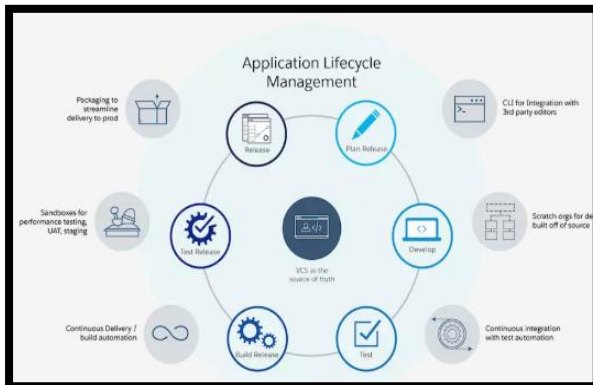 Application Lifecycle
Management
Packaging to
streamline
delivery to prod
Release
Plan Release
CLI for Integration with
3rd party editors
Sandboxes for
performance testing,
UAT, staging
Test Release
VCS as the
source of truth
Develop
Scratch orgs for de
built off of source
Continuous Delivery /
build automation
Build Release
Test
Continuous integration
with test automation